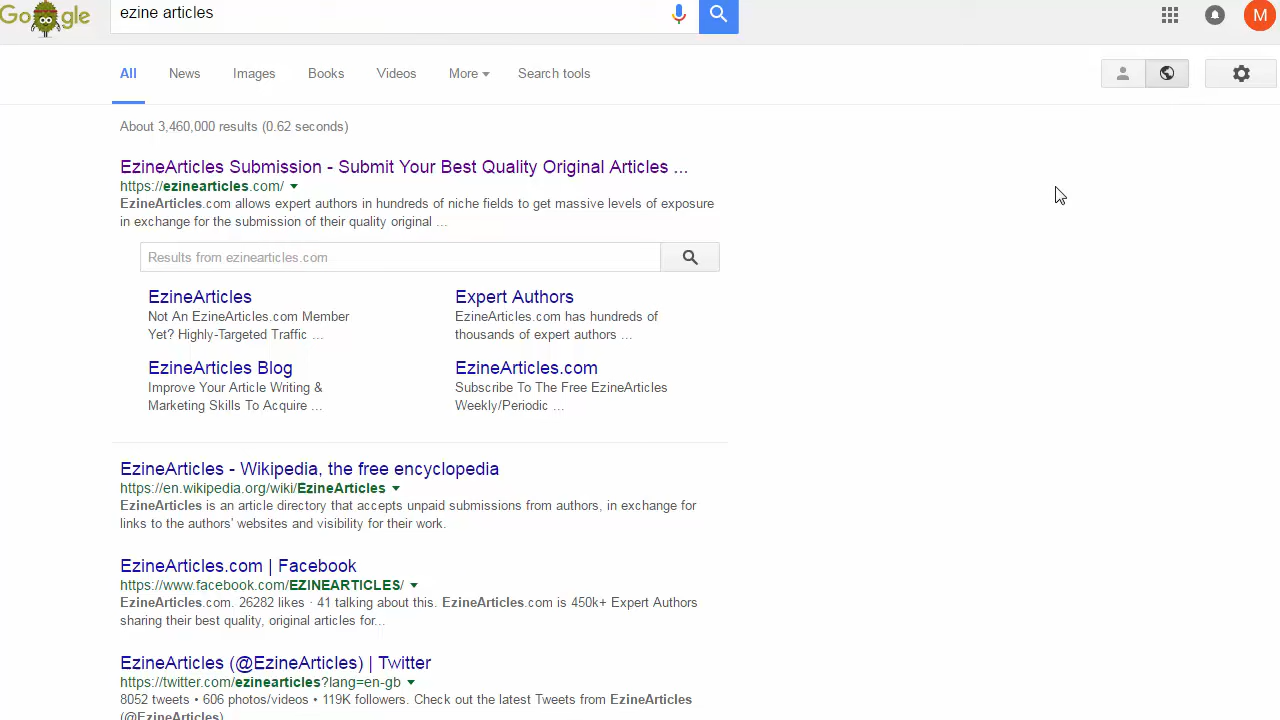 Google
ezine articles
M
All News Images Books Videos More Search tools
About 3,460,000 results (0.62 seconds)
EzineArticles Submission - Submit Your Best Quality Original Articles ...
https://ezinearticles.com/
EzineArticles.com allows expert authors in hundreds of niche fields to get massive levels of exposure
in exchange for the submission of their quality original ...
Results from ezinearticles.com
EzineArticles
Not An EzineArticles.com Member
Yet? Highly-Targeted Traffic ...
Expert Authors
EzineArticles.com has hundreds of
thousands of expert authors ...
EzineArticles Blog
Improve Your Article Writing &
Marketing Skills To Acquire ...
EzineArticles.com
Subscribe To The Free EzineArticles
Weekly/Periodic ...
EzineArticles - Wikipedia, the free encyclopedia
https://en.wikipedia.org/wiki/EzineArticles
EzineArticles is an article directory that accepts unpaid submissions from authors, in exchange for
links to the authors' websites and visibility for their work.
EzineArticles.com | Facebook
https://www.facebook.com/EZINEARTICLES/
EzineArticles.com. 26282 likes · 41 talking about this. EzineArticles.com is 450k+ Expert Authors
sharing their best quality, original articles for...
EzineArticles (@EzineArticles) | Twitter
https://twitter.com/ezinearticles?lang=en-gb
8052 tweets • 606 photos/videos • 119K followers. Check out the latest Tweets from EzineArticles
(@EzineArticles)